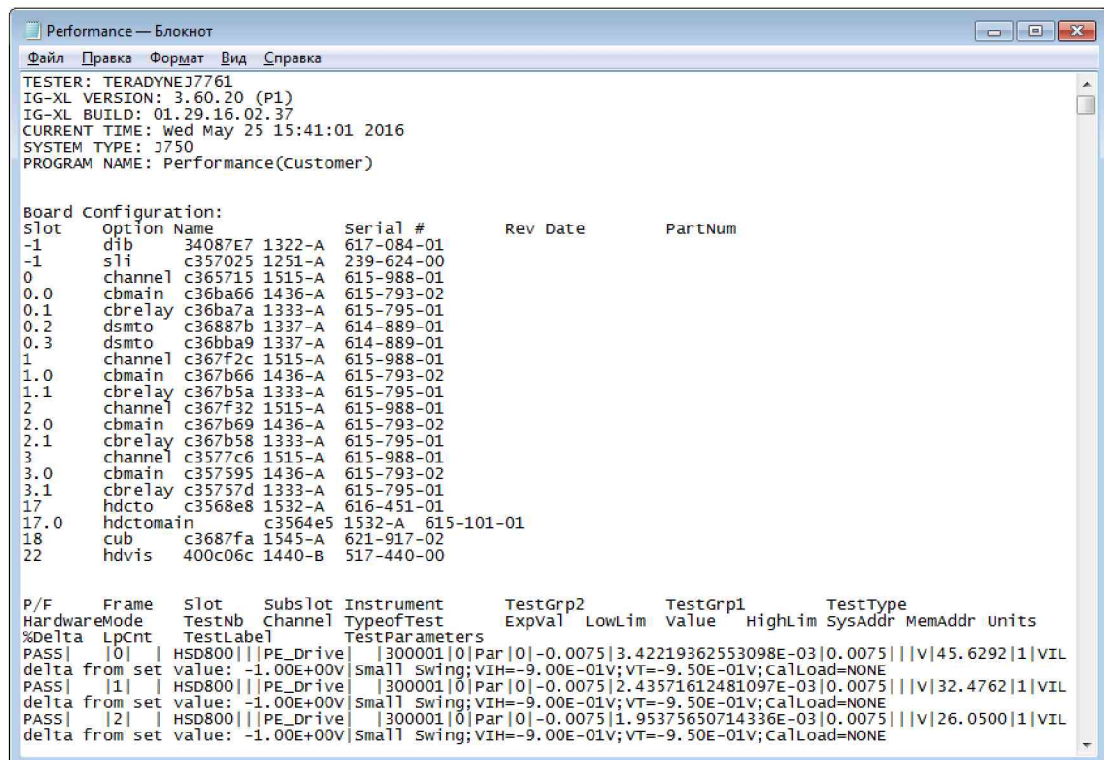 Performance — Блокнот
Файл Правка Формат Вид Справка
TESTER: TERADYNEJ7761
IG-XL VERSION: 3.60.20 (P1)
IG-XL BUILD: 01.29.16.02.37
CURRENT TIME: Wed May 25 15:41:01 2016
SYSTEM TYPE: J750
PROGRAM NAME: Performance(Customer)
Board Configuration:
Slot Option Name Serial # Rev Date PartNum
-1 dib 34087E7 1322-A 617-084-01
-1 sli c357025 1251-A 239-624-00
0 channel c365715 1515-A 615-988-01
0.0 cbmain c36ba66 1436-A 615-793-02
0.1 cbrelay c36ba7a 1333-A 615-795-01
0.2 dsmto c36887b 1337-A 614-889-01
0.3 dsmto c36bba9 1337-A 614-889-01
1 channel c367f2c 1515-A 615-988-01
1.0 cbmain c367b66 1436-A 615-793-02
1.1 cbrelay c367b5a 1333-A 615-795-01
2 channel c367f32 1515-A 615-988-01
2.0 cbmain c367b69 1436-A 615-793-02
2.1 cbrelay c367b58 1333-A 615-795-01
3 channel c3577c6 1515-A 615-988-01
3.0 cbmain c357595 1436-A 615-793-02
3.1 cbrelay c35757d 1333-A 615-795-01
17 hdcto c3568e8 1532-A 616-451-01
17.0 hdctomain c3564e5 1532-A 615-101-01
18 cub c3687fa 1545-A 621-917-02
22 hdvis 400c06c 1440-B 517-440-00
P/F Frame Slot Subslot Instrument TestGrp2 TestGrp1 TestType
HardwareMode TestNb Channel TypeofTest ExpVal LowLim Value HighLim SysAddr MemAddr Units
%Delta LpCnt TestLabel TestParameters
PASS| |0| | HSD800|||PE_Drive| |300001|0|Par|0|-0.0075|3.42219362553098E-03|0.0075|||V|45.6292|1|VIL
delta from set value: -1.00E+00V|Small Swing;VIH=-9.00E-01V;VT=-9.50E-01V;CalLoad=NONE
PASS| |1| | HSD800|||PE_Drive| |300001|0|Par|0|-0.0075|2.43571612481097E-03|0.0075|||V|32.4762|1|VIL
delta from set value: -1.00E+00V|Small Swing;VIH=-9.00E-01V;VT=-9.50E-01V;CalLoad=NONE
PASS| |2| | HSD800|||PE_Drive| |300001|0|Par|0|-0.0075|1.95375650714336E-03|0.0075|||V|26.0500|1|VIL
delta from set value: -1.00E+00V|Small Swing;VIH=-9.00E-01V;VT=-9.50E-01V;CalLoad=NONE